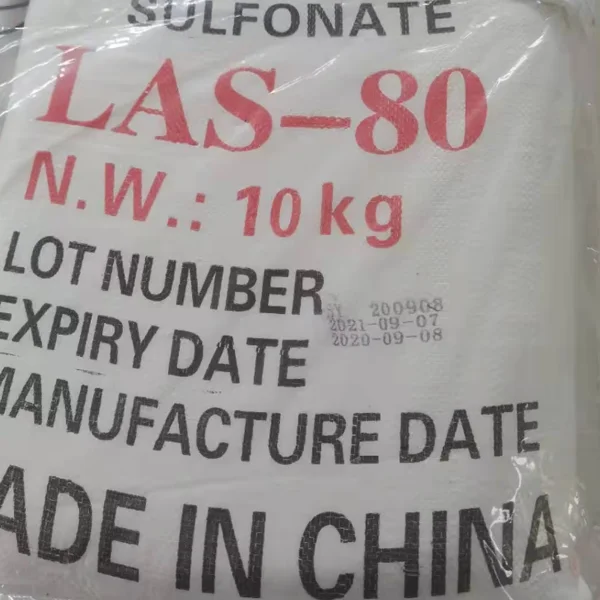 SULFONATE
LAS-80
N.W.: 10kg
LOT NUMBER
200908
EXPIRY DATE
2021-09-07
2020-09-08
MANUFACTURE DATE
ADE IN CHINA